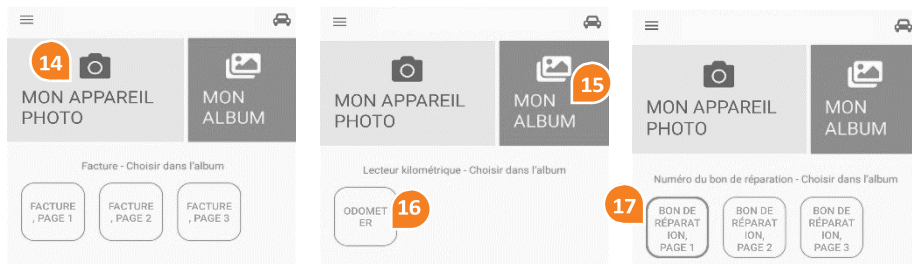 14
MON APPAREIL
PHOTO
MON
ALBUM
Facture - Choisir dans l'album
FACTURE
, PAGE 1
FACTURE
, PAGE 2
FACTURE
, PAGE 3
MON APPAREIL
PHOTO
15
MON
ALBUM
Lecteur kilométrique - Choisir dans l'album
ODOMET
ER
16
MON APPAREIL
PHOTO
MON
ALBUM
Numéro du bon de réparation - Choisir dans l'album
17
BON DE
RÉPARAT
ION,
PAGE 1
BON DE
RÉPARAT
ION,
PAGE 2
BON DE
RÉPARAT
ION,
PAGE 3